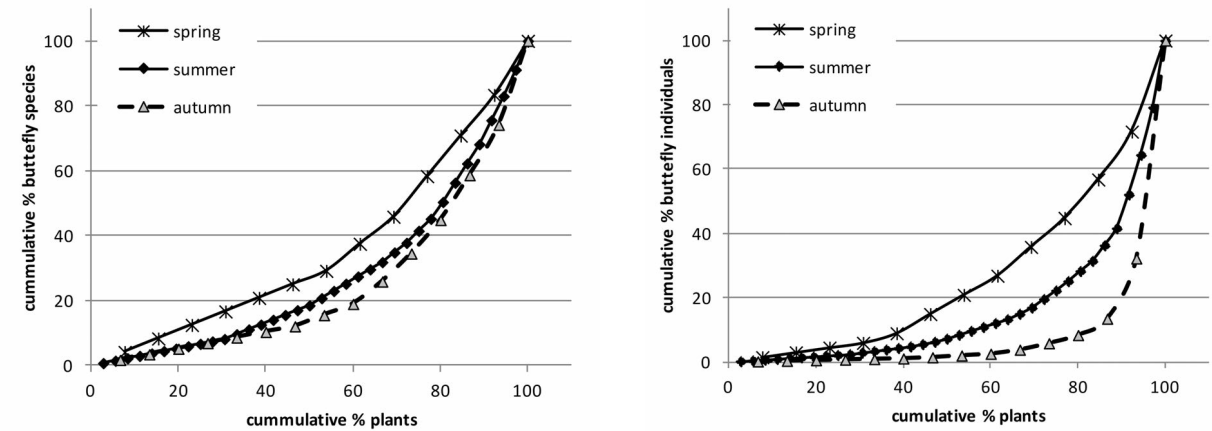 cummulative % buttefly species
100
80
60
40
20
0
spring
summer
autumn
0 20 40 60 80 100
cummulative % plants
cumulative % buttefly individuals
100
80
60
40
20
0
spring
summer
autumn
0 20 40 60 80 100
cumulative % plants